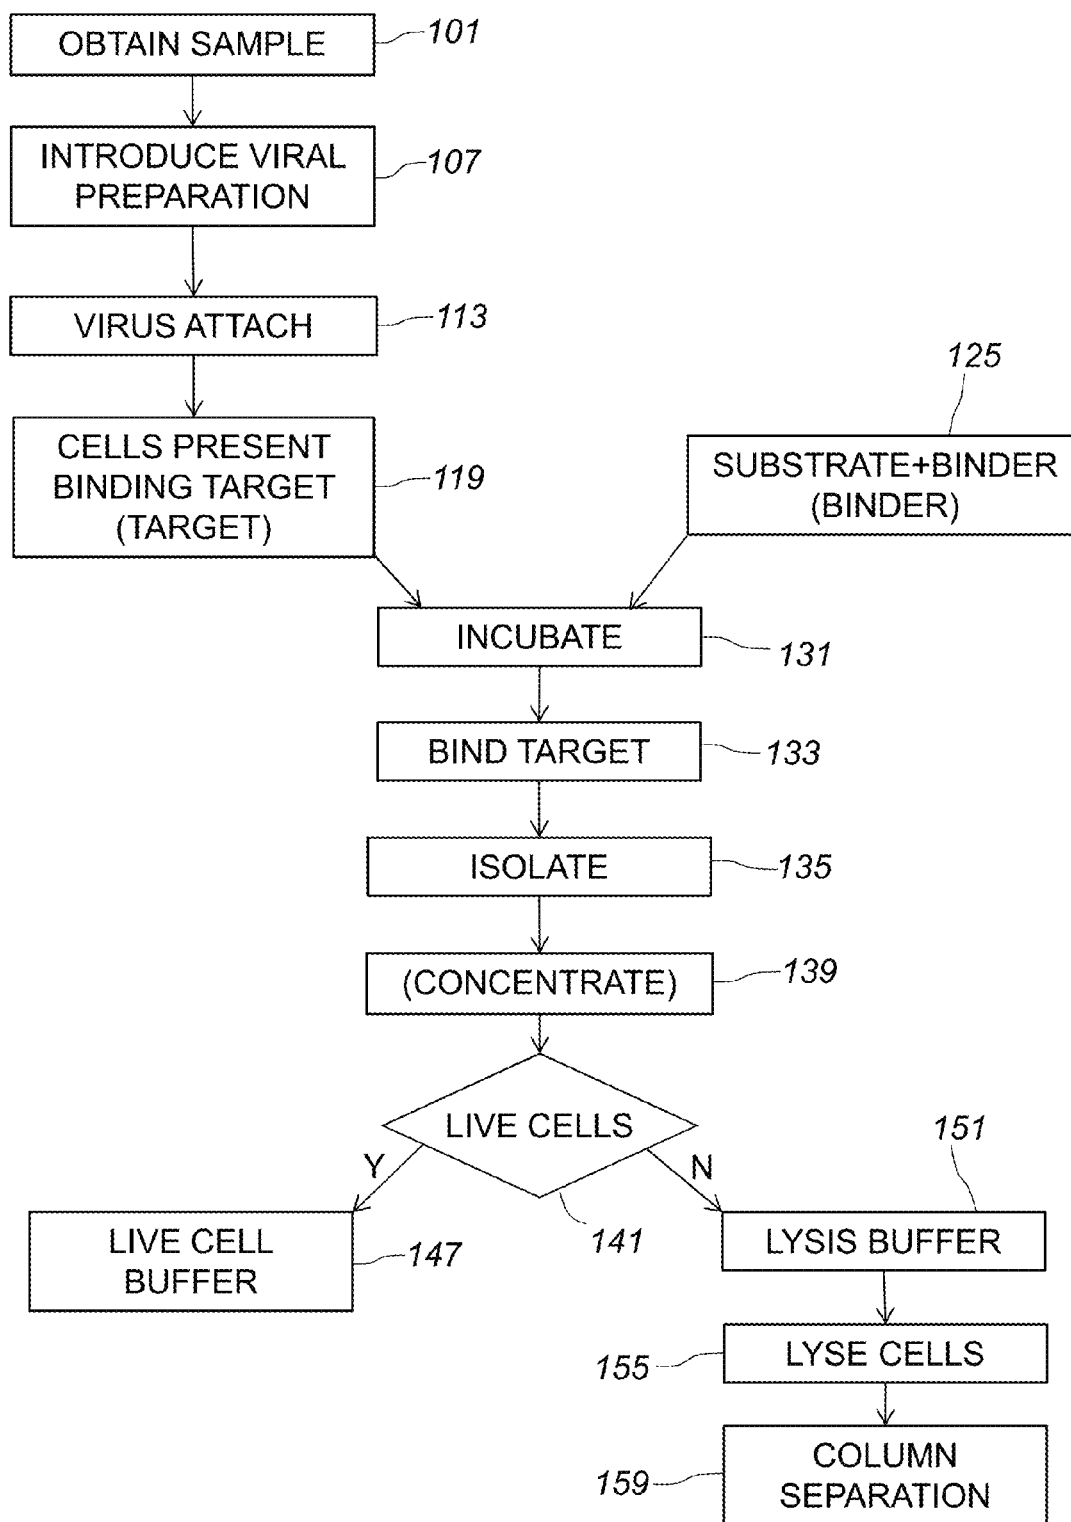 OBTAIN SAMPLE
101
INTRODUCE VIRAL
PREPARATION
107
VIRUS ATTACH
113
CELLS PRESENT
BINDING TARGET
(TARGET)
119
125
SUBSTRATE+BINDER
(BINDER)
INCUBATE
131
BIND TARGET
133
ISOLATE
135
(CONCENTRATE)
139
LIVE CELLS
141
Y
N
LIVE CELL
BUFFER
147
151
LYSIS BUFFER
155
LYSE CELLS
159
COLUMN
SEPARATION